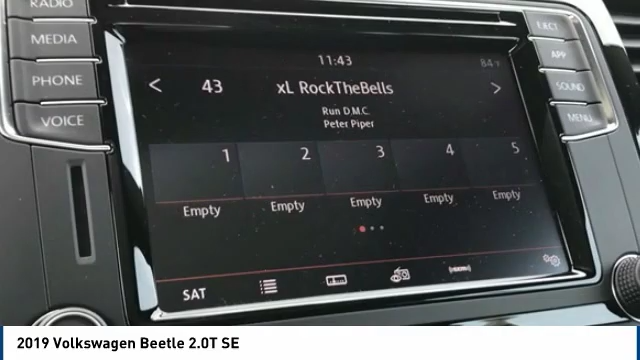 RADIO
EJECT
MEDIA
APP
PHONE
SOUND
VOICE
MENU
11:43
84°F
< 43 xL RockTheBells >
Run D.M.C.
Peter Piper
1 2 3 4 5
Empty Empty Empty Empty Empty
SAT
2019 Volkswagen Beetle 2.0T SE